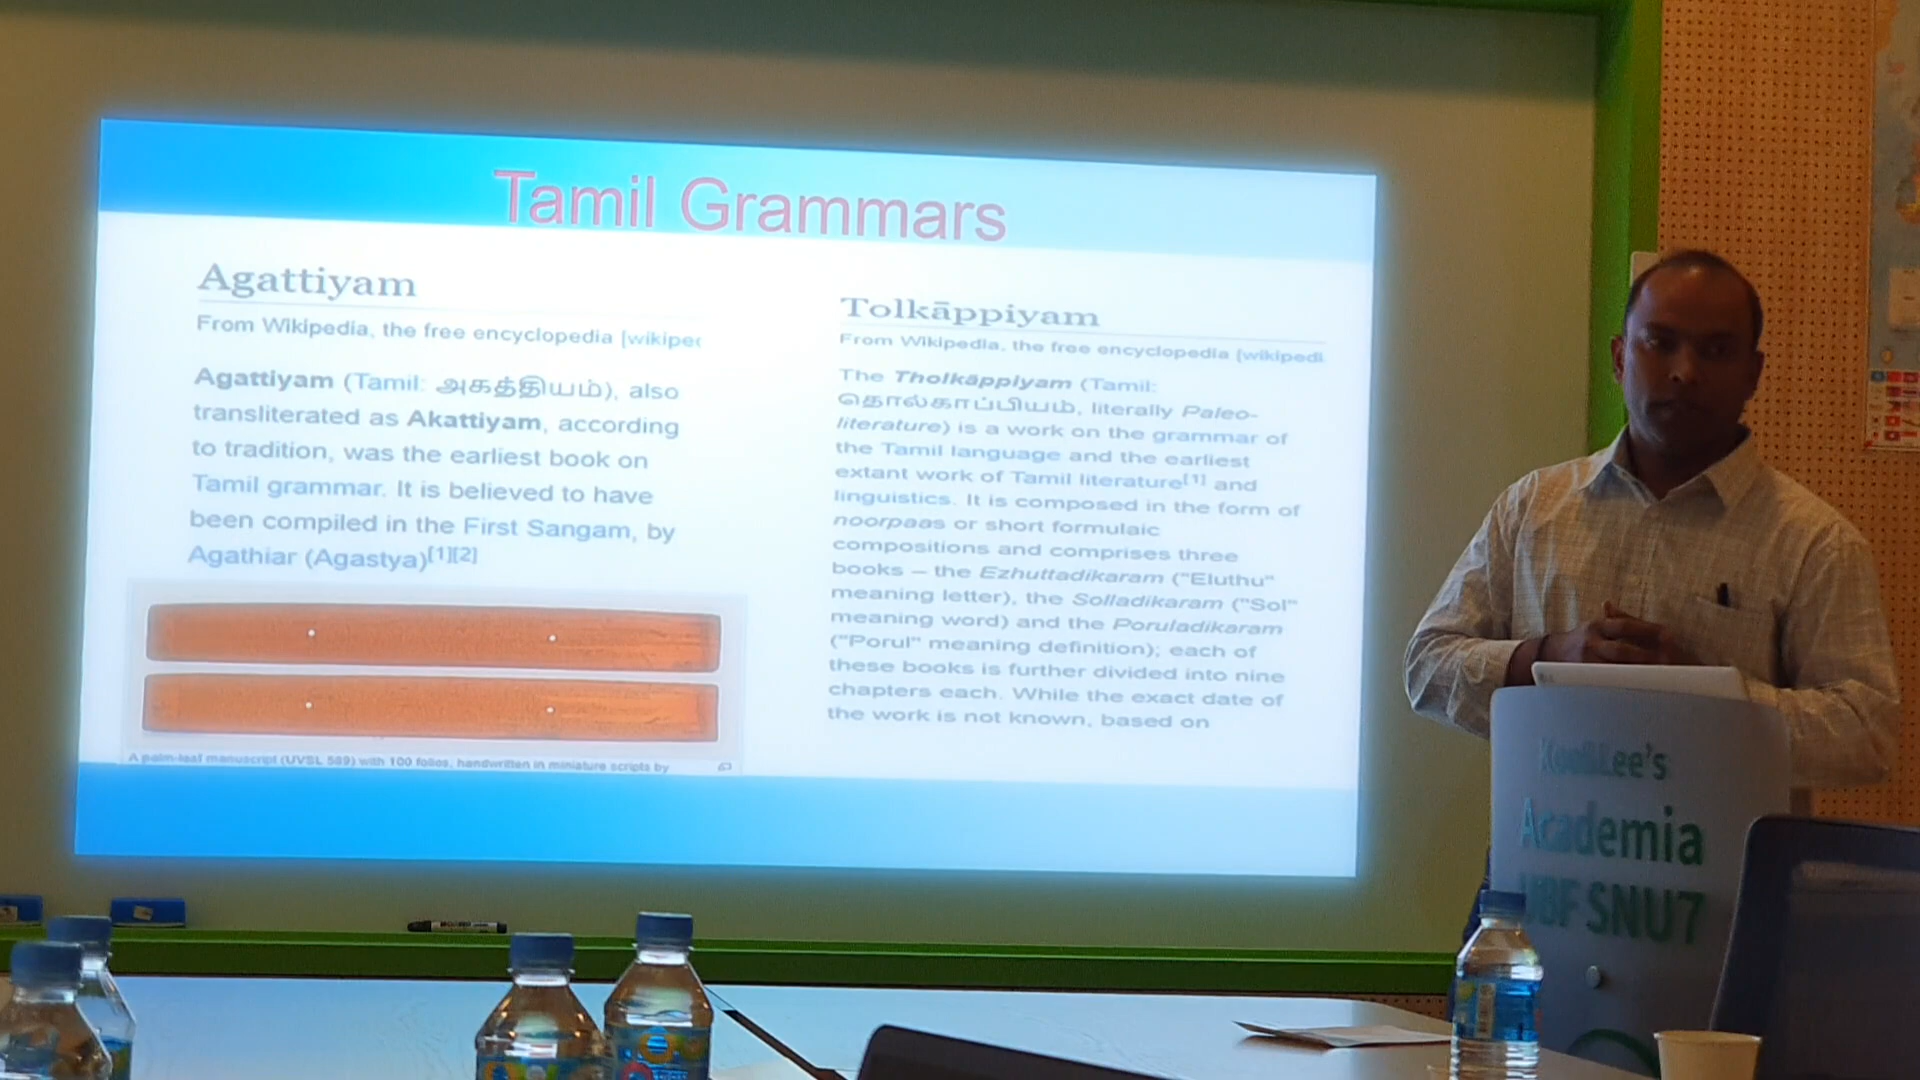 Tamil Grammars
Agattiyam
From Wikipedia, the free encyclopedia [wikipec
Agattiyam (Tamil: அகத்தியம்), also
transliterated as Akattiyam, according
to tradition, was the earliest book on
Tamil grammar. It is believed to have
been compiled in the First Sangam, by
Agathiar (Agastya)[1][2]
A palm-leaf manuscript (UVSL 589) with 100 folios, handwritten in miniature scripts by
Tolkāppiyam
From Wikipedia, the free encyclopedia [wikipedi
The Tholkāppiyam (Tamil:
தொல்காப்பியம், literally Paleo-
literature) is a work on the grammar of
the Tamil language and the earliest
extant work of Tamil literature[1] and
linguistics. It is composed in the form of
noorpaas or short formulaic
compositions and comprises three
books – the Ezhuttadikaram ("Eluthu"
meaning letter), the Solladikaram ("Sol"
meaning word) and the Poruladikaram
("Porul" meaning definition); each of
these books is further divided into nine
chapters each. While the exact date of
the work is not known, based on
Koo&Lee's
Academia
UBF SNU7